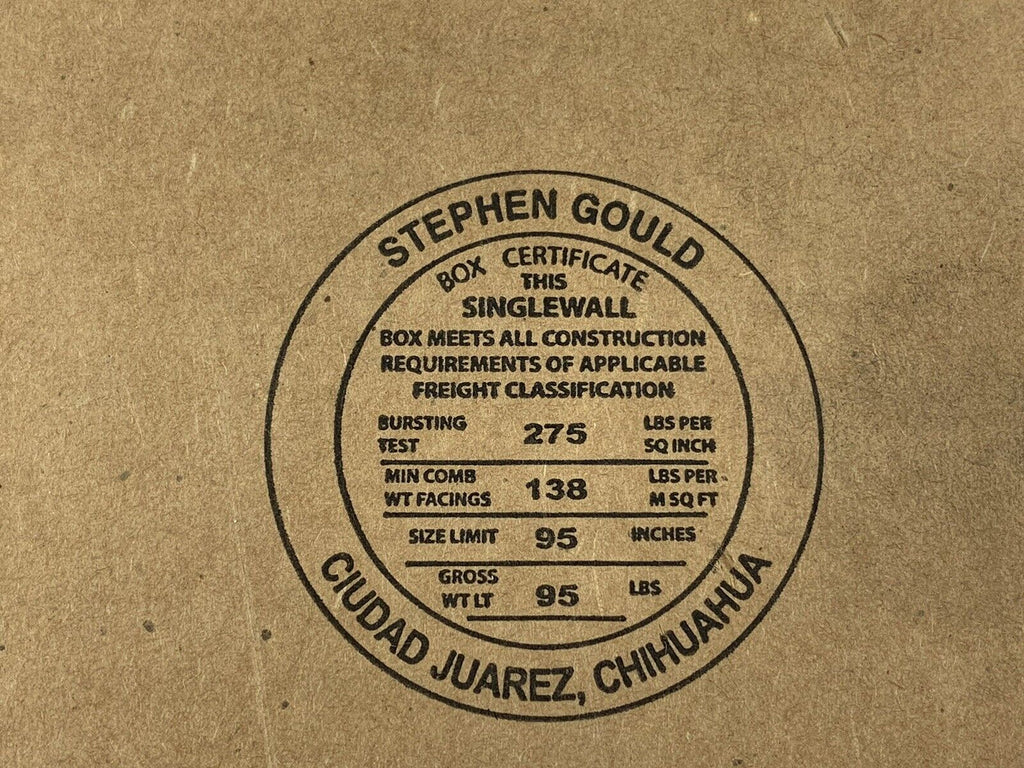 STEPHEN GOULD
BOX CERTIFICATE
THIS
SINGLEWALL
BOX MEETS ALL CONSTRUCTION
REQUIREMENTS OF APPLICABLE
FREIGHT CLASSIFICATION
BURSTING TEST 275 LBS PER SQ INCH
MIN COMB WT FACINGS 138 LBS PER M SQ FT
SIZE LIMIT 95 INCHES
GROSS WT LT 95 LBS
CIUDAD JUAREZ, CHIHUAHUA